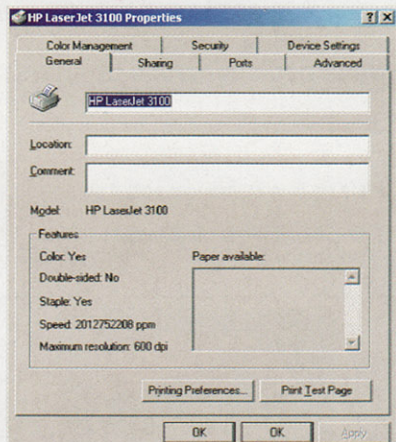 HP LaserJet 3100 Properties
Color Management Security Device Settings
General Sharing Ports Advanced
HP LaserJet 3100
Location:
Comment:
Model: HP LaserJet 3100
Features
Color: Yes Paper available:
Double-sided: No
Staple: Yes
Speed: 2012752208 ppm
Maximum resolution: 600 dpi
Printing Preferences... Print Test Page
OK OK Apply